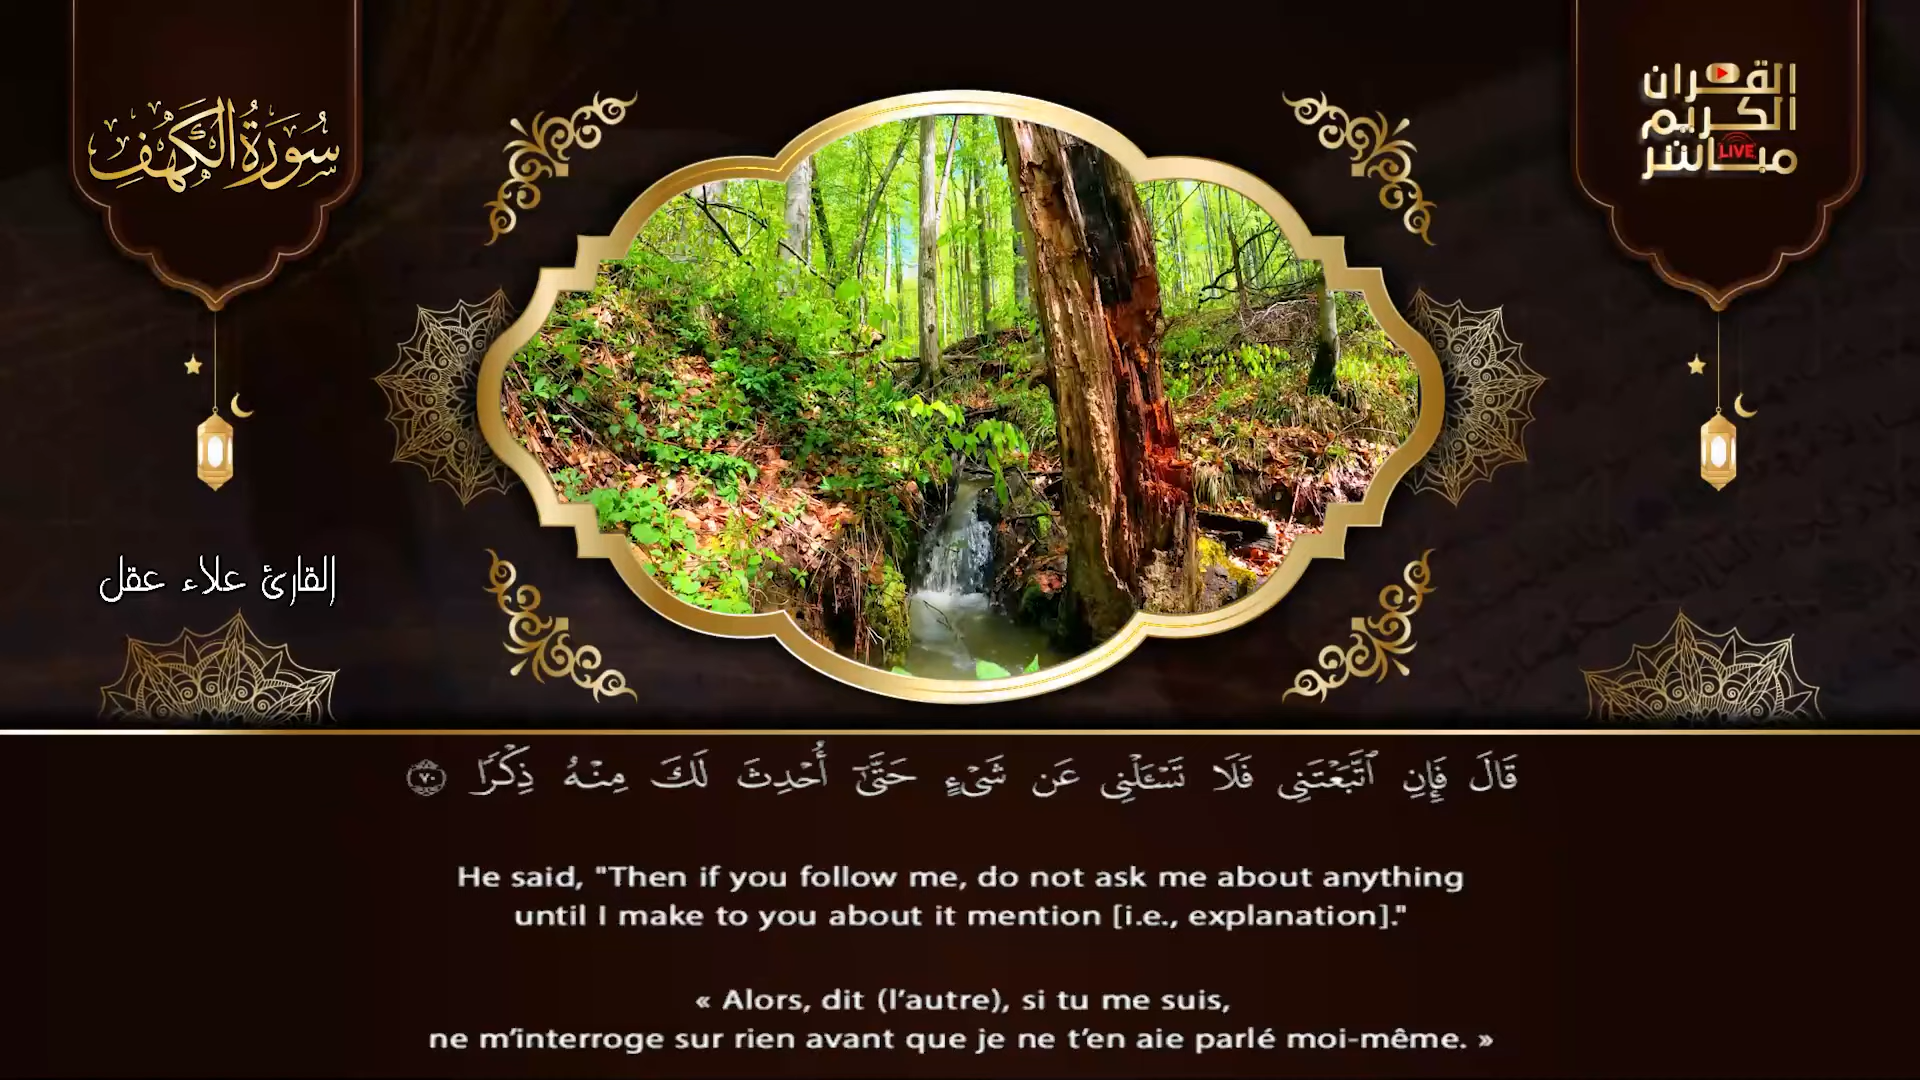 سُورَةُ الكَهْفِ
القران
الكريم
مباشر
LIVE
القارئ علاء عقل
قَالَ فَإِنِ ٱتَّبَعْتَنِى فَلَا تَسْـَٔلْنِى عَن شَىْءٍ حَتَّىٰٓ أُحْدِثَ لَكَ مِنْهُ ذِكْرًا ٧٠
He said, "Then if you follow me, do not ask me about anything
until I make to you about it mention [i.e., explanation]."
« Alors, dit (l’autre), si tu me suis,
ne m’interroge sur rien avant que je ne t’en aie parlé moi-même. »